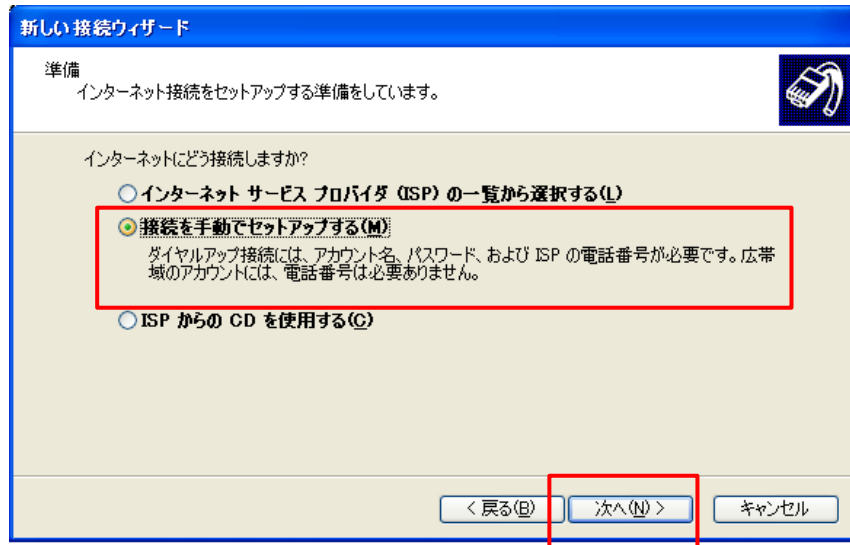 新しい接続ウィザード
準備
インターネット接続をセットアップする準備をしています。
インターネットにどう接続しますか?
インターネット サービス プロバイダ (ISP) の一覧から選択する(L)
接続を手動でセットアップする(M)
ダイヤルアップ接続には、アカウント名、パスワード、および ISP の電話番号が必要です。広帯
域のアカウントには、電話番号は必要ありません。
ISP からの CD を使用する(C)
< 戻る(B) 次へ(N) > キャンセル